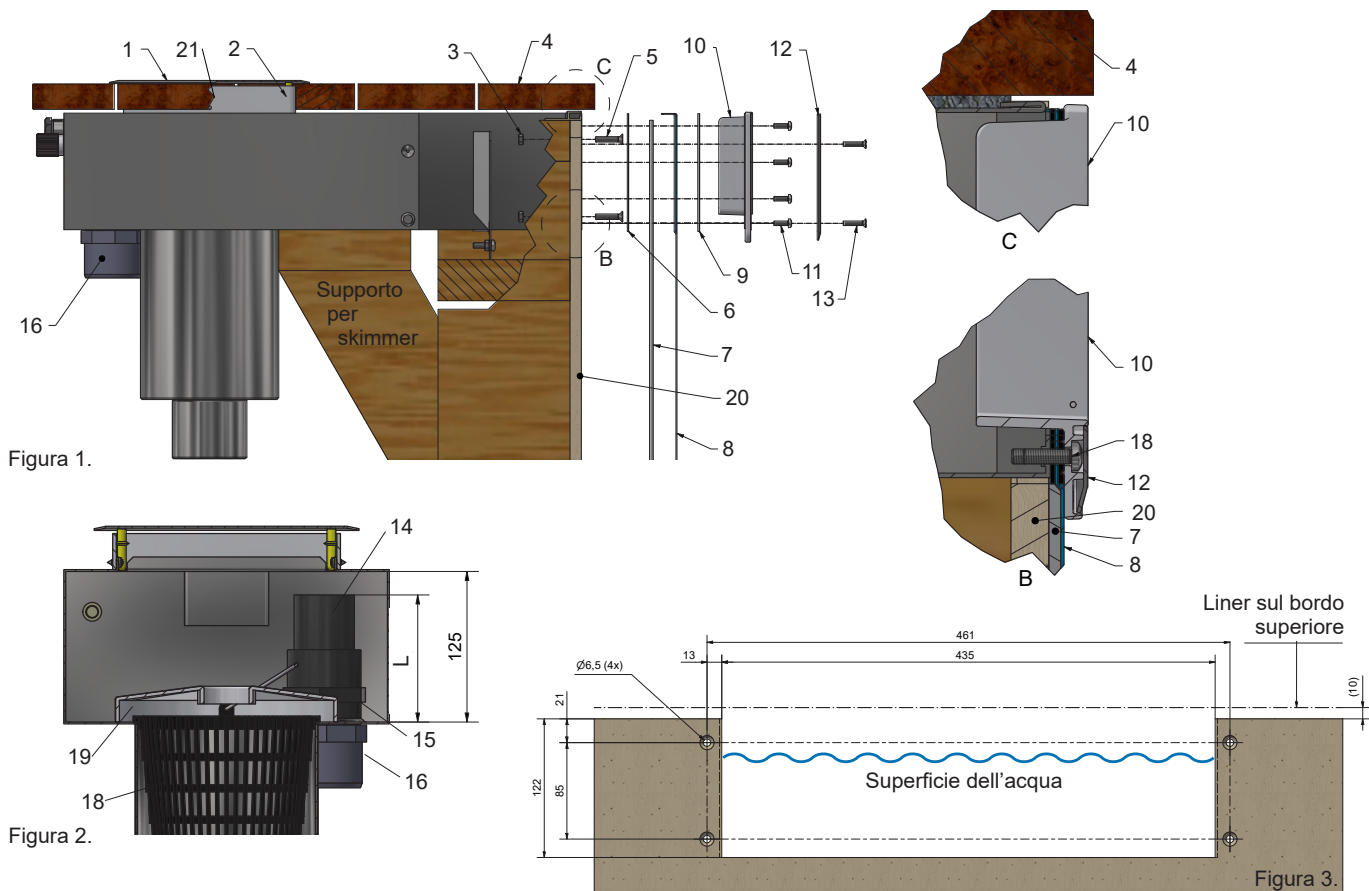 1
21
2
3
4
5
10
12
C
4
10
C
16
Supporto
per
skimmer
B
6
9
11
13
7
20
8
Figura 1.
10
18
12
20
7
8
B
14
L
125
19
15
18
16
Figura 2.
Liner sul bordo
superiore
461
13
435
Ø6,5 (4x)
(10)
21
122
85
Superficie dell'acqua
Figura 3.